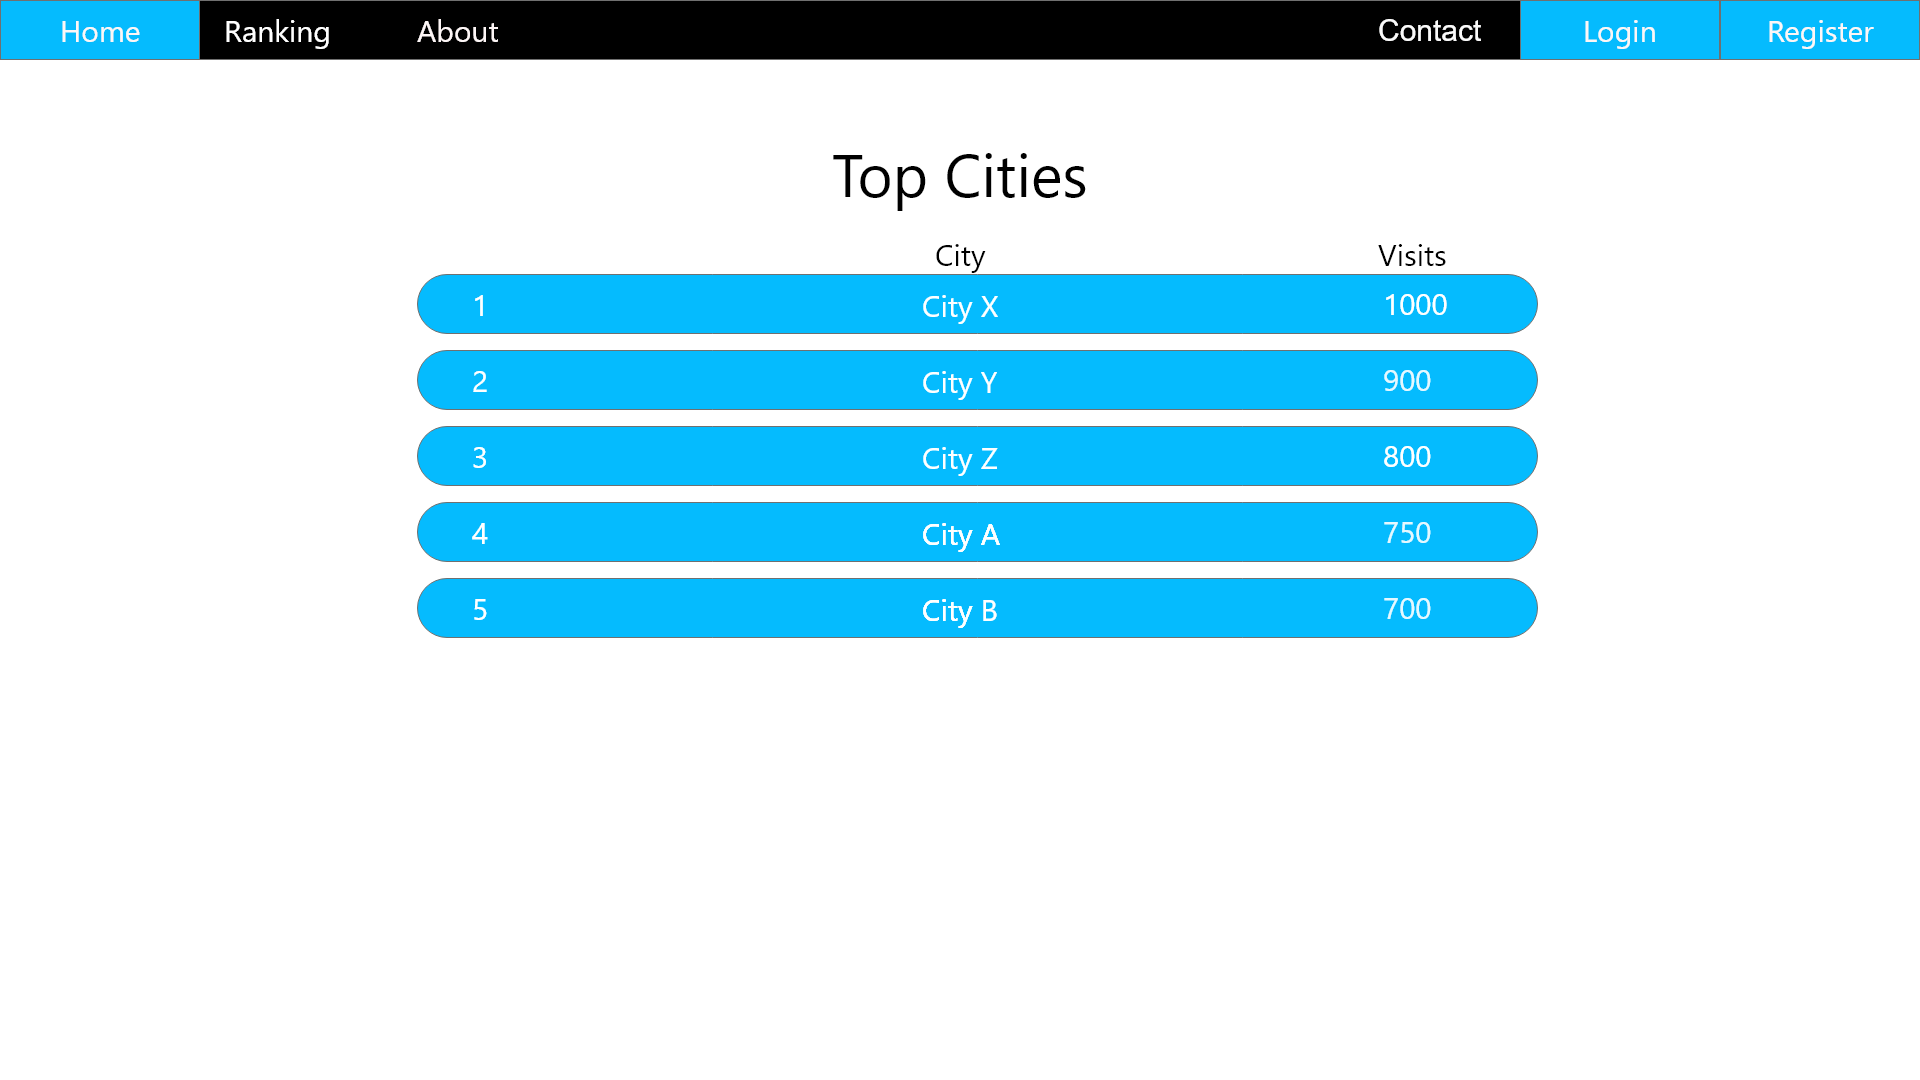 Home Ranking About Contact Login Register
Top Cities
City Visits
1 City X 1000
2 City Y 900
3 City Z 800
4 City A 750
5 City B 700